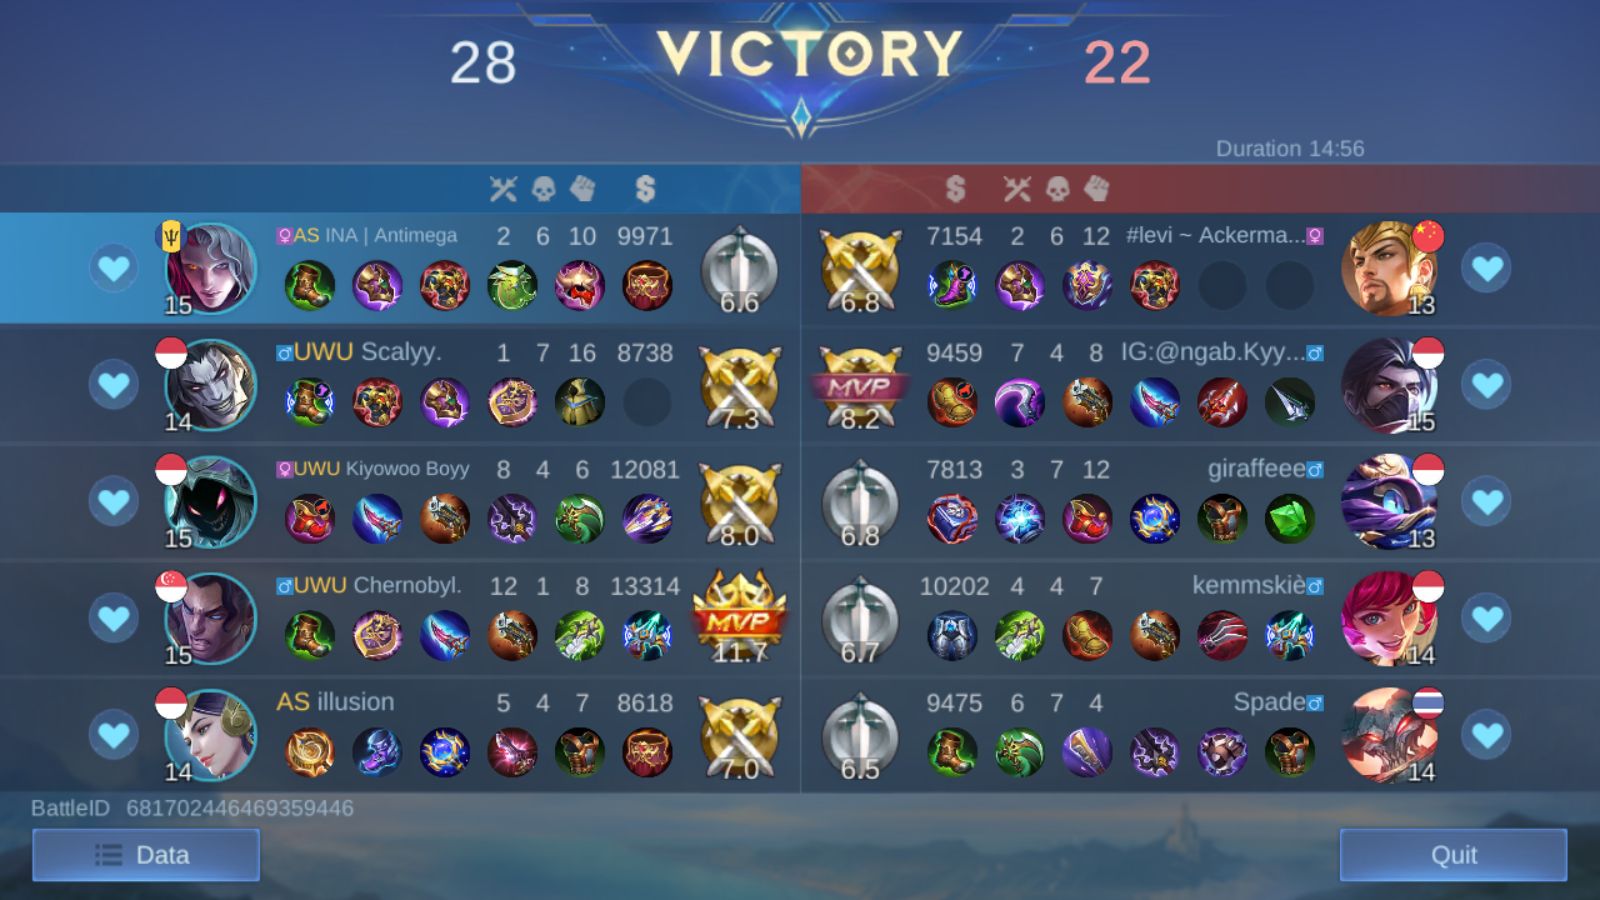 28 VICTORY 22
Duration 14:56
♀AS INA | Antimega 2 6 10 9971
15 6.6
7154 2 6 12 #levi ~ Ackerma...♀
6.8 13
♂UWU Scalyy. 1 7 16 8738
14 7.3
9459 7 4 8 IG:@ngab.Kyy...♂
MVP
8.2 15
♀UWU Kiyowoo Boyy 8 4 6 12081
15 8.0
7813 3 7 12 giraffeee♂
6.8 13
♂UWU Chernobyl. 12 1 8 13314
MVP
15 11.7
10202 4 4 7 kemmskiè♂
6.7 14
AS illusion 5 4 7 8618
14 7.0
9475 6 7 4 Spade♂
6.5 14
BattleID 681702446469359446
Data
Quit